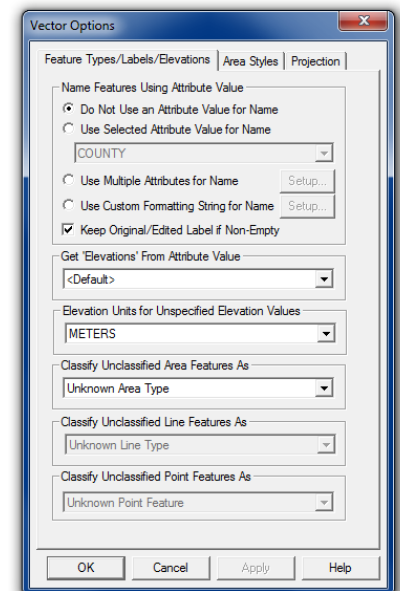 Vector Options
Feature Types/Labels/Elevations Area Styles Projection
Name Features Using Attribute Value
Do Not Use an Attribute Value for Name
Use Selected Attribute Value for Name
COUNTY
Use Multiple Attributes for Name Setup...
Use Custom Formatting String for Name Setup...
Keep Original/Edited Label if Non-Empty
Get 'Elevations' From Attribute Value
<Default>
Elevation Units for Unspecified Elevation Values
METERS
Classify Unclassified Area Features As
Unknown Area Type
Classify Unclassified Line Features As
Unknown Line Type
Classify Unclassified Point Features As
Unknown Point Feature
OK Cancel Apply Help